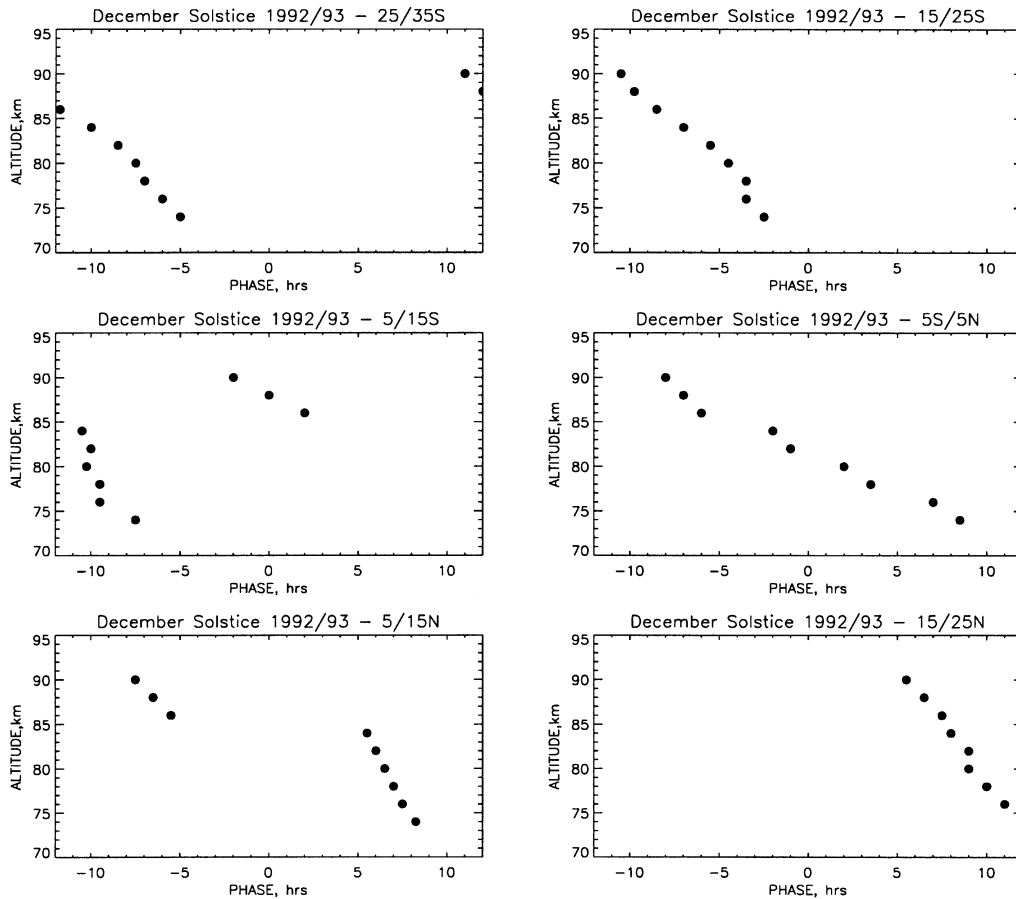 December Solstice 1992/93 - 25/35S
95
90
85
80
75
70
ALTITUDE,km
-10 -5 0 5 10
PHASE, hrs
December Solstice 1992/93 - 15/25S
95
90
85
80
75
70
ALTITUDE,km
-10 -5 0 5 10
PHASE, hrs
December Solstice 1992/93 - 5/15S
95
90
85
80
75
70
ALTITUDE,km
-10 -5 0 5 10
PHASE, hrs
December Solstice 1992/93 - 5S/5N
95
90
85
80
75
70
ALTITUDE,km
-10 -5 0 5 10
PHASE, hrs
December Solstice 1992/93 - 5/15N
95
90
85
80
75
70
ALTITUDE,km
-10 -5 0 5 10
PHASE, hrs
December Solstice 1992/93 - 15/25N
95
90
85
80
75
70
ALTITUDE,km
-10 -5 0 5 10
PHASE, hrs